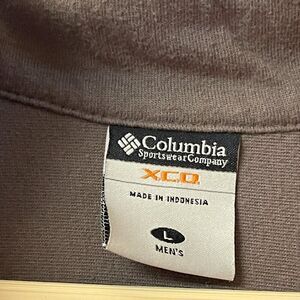 Columbia
Sportswear Company
XCO
MADE IN INDONESIA
L
MEN'S